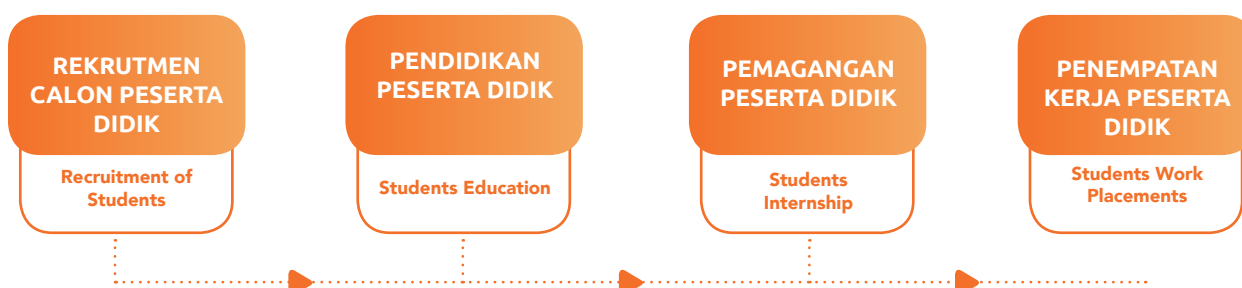 REKRUTMEN
CALON PESERTA
DIDIK
Recruitment of
Students
PENDIDIKAN
PESERTA DIDIK
Students Education
PEMAGANGAN
PESERTA DIDIK
Students
Internship
PENEMPATAN
KERJA PESERTA
DIDIK
Students Work
Placements